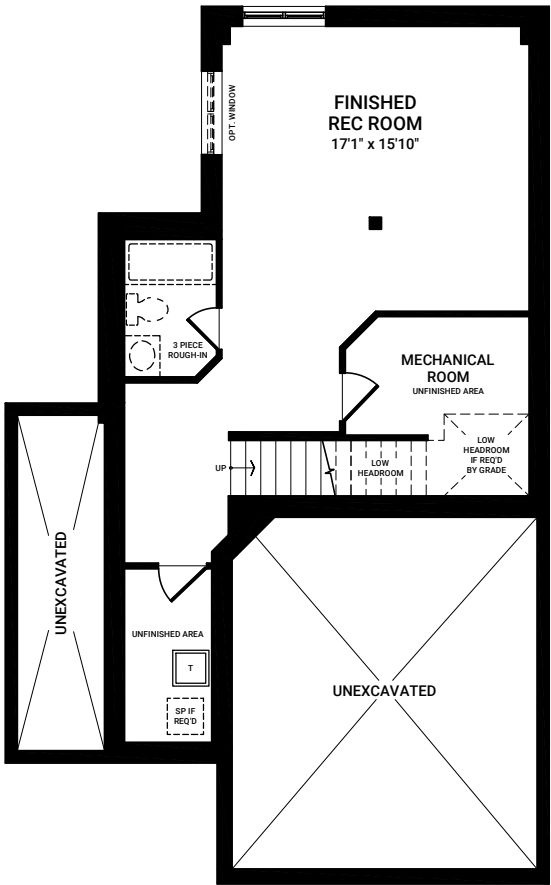 FINISHED
REC ROOM
17'1" x 15'10"
OPT. WINDOW
3 PIECE
ROUGH-IN
MECHANICAL
ROOM
UNFINISHED AREA
LOW
HEADROOM
IF REQ'D
BY GRADE
UP
LOW
HEADROOM
UNEXCAVATED
UNFINISHED AREA
T
SP IF
REQ'D
UNEXCAVATED